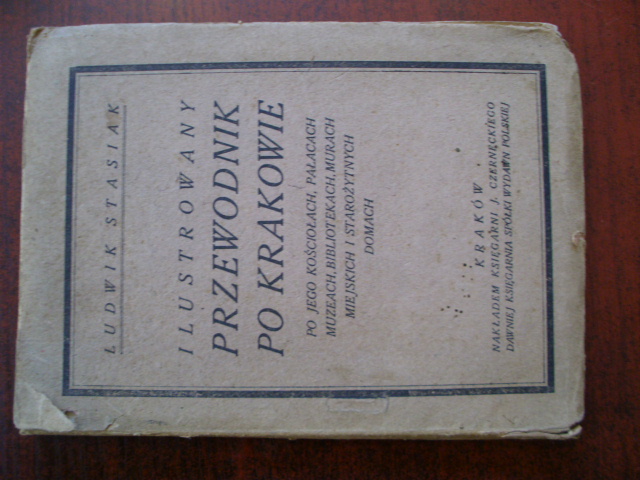 LUDWIK STASIAK
ILUSTROWANY
PRZEWODNIK
PO KRAKOWIE
PO JEGO KOŚCIOŁACH, PAŁACACH
MUZEACH, BIBLIOTEKACH, MURACH
MIEJSKICH I STAROŻYTNYCH
DOMACH
KRAKÓW
NAKŁADEM KSIĘGARNI J. CZERNECKIEGO
DAWNIEJ KSIĘGARNIA SPÓŁKI WYDAWN POLSKIEJ